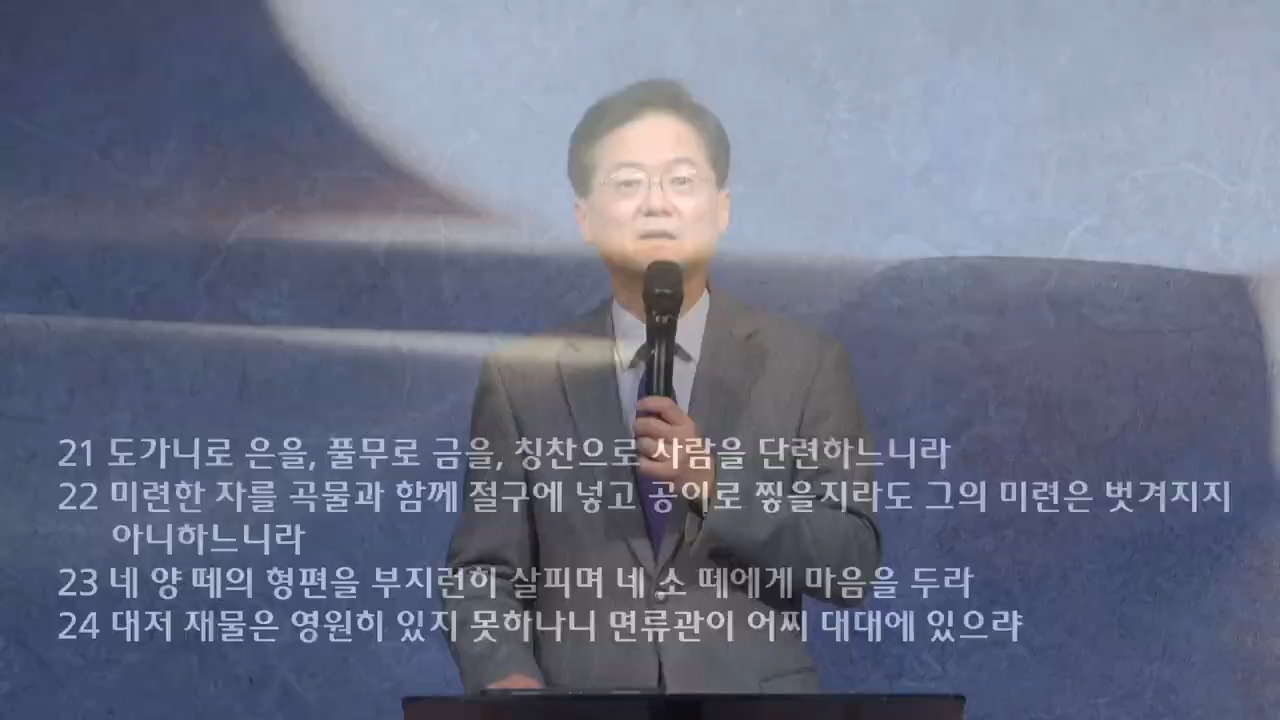 21 도가니로 은을, 풀무로 금을, 칭찬으로 사람을 단련하느니라
22 미련한 자를 곡물과 함께 절구에 넣고 공이로 찧을지라도 그의 미련은 벗겨지지
아니하느니라
23 네 양 떼의 형편을 부지런히 살피며 네 소 떼에게 마음을 두라
24 대저 재물은 영원히 있지 못하나니 면류관이 어찌 대대에 있으랴